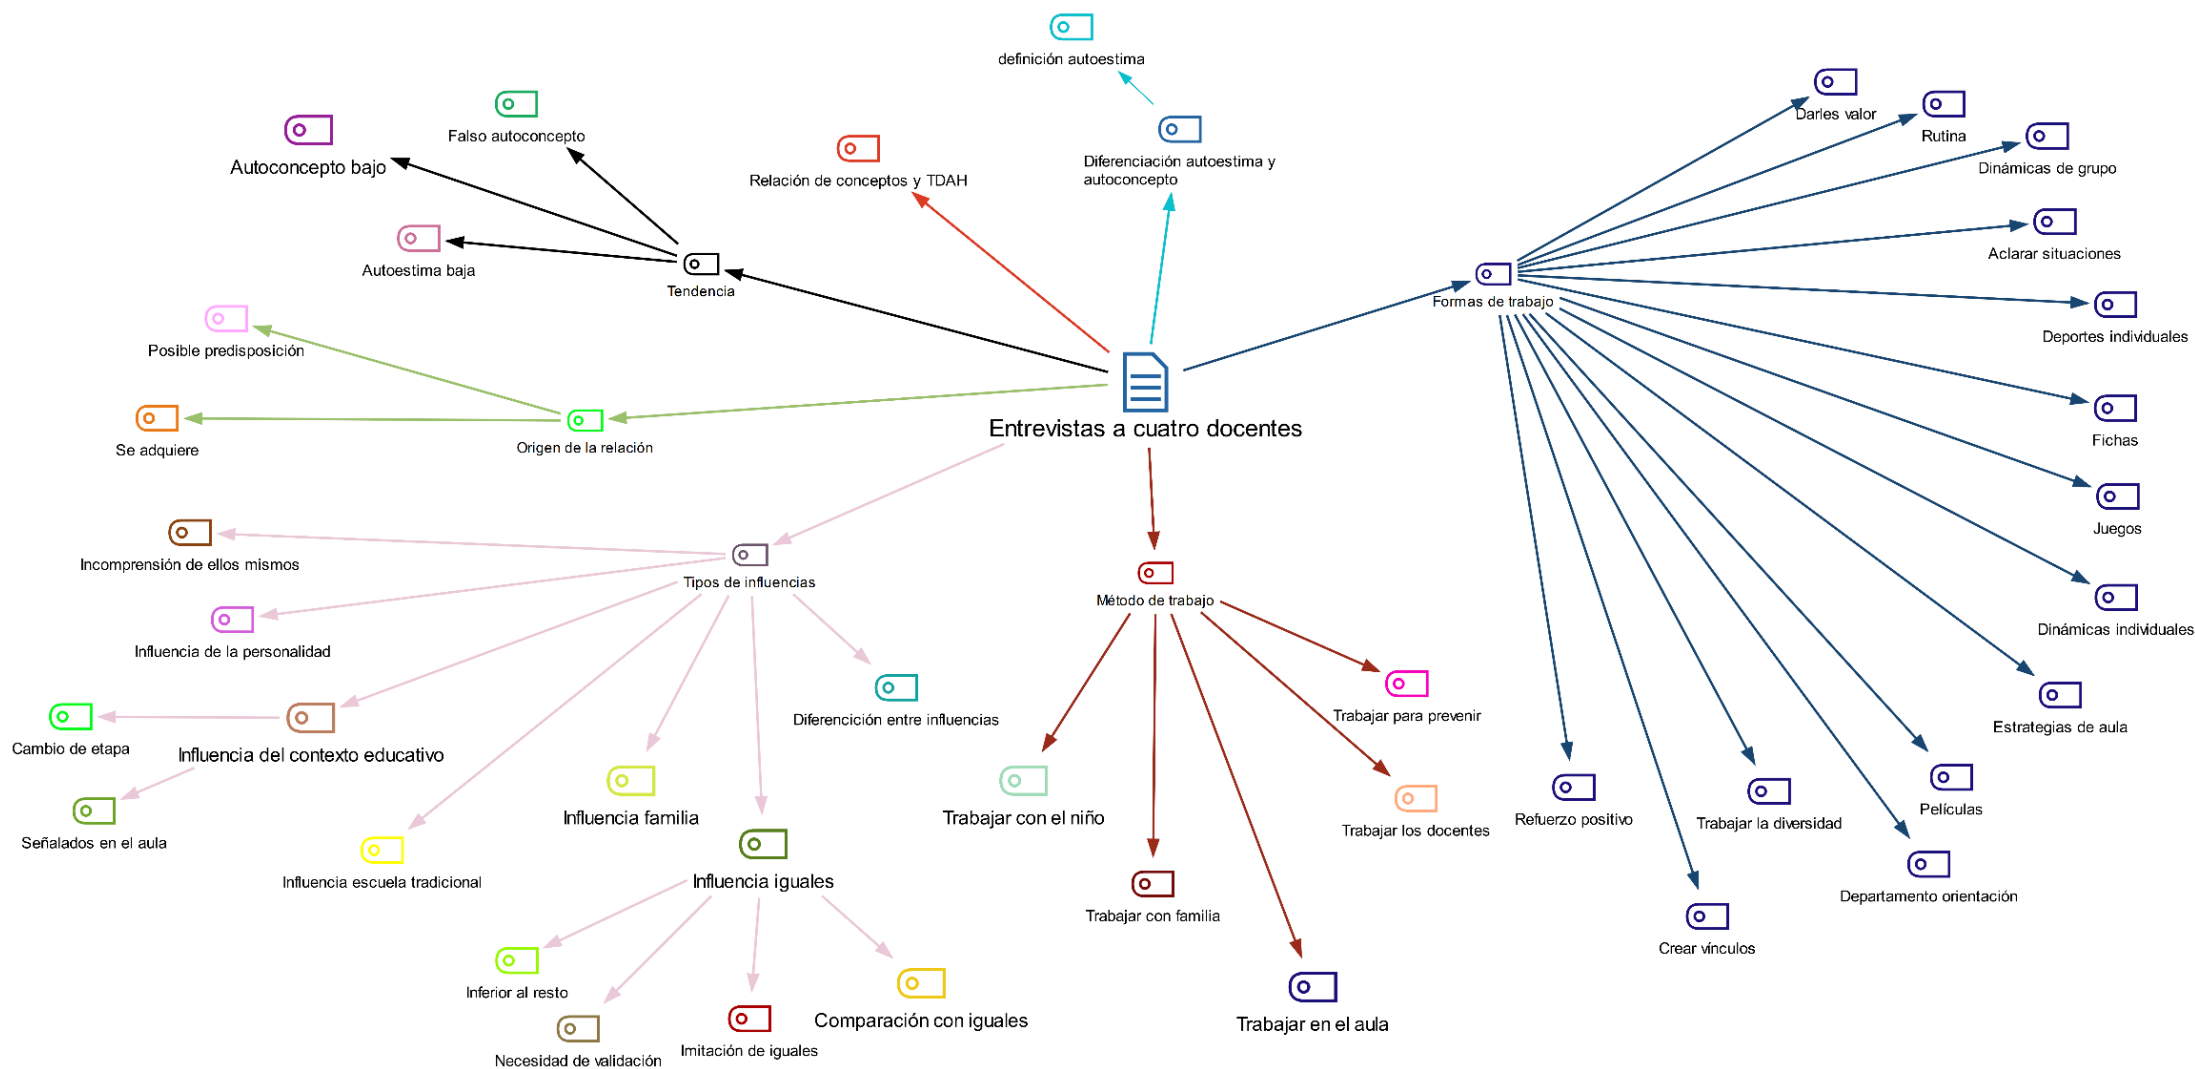 definición autoestima
Falso autoconcepto
Autoconcepto bajo
Relación de conceptos y TDAH
Diferenciación autoestima y
autoconcepto
Darles valor
Rutina
Dinámicas de grupo
Autoestima baja
Tendencia
Aclarar situaciones
Formas de trabajo
Posible predisposición
Deportes individuales
Se adquiere
Origen de la relación
Entrevistas a cuatro docentes
Fichas
Juegos
Incomprensión de ellos mismos
Tipos de influencias
Método de trabajo
Dinámicas individuales
Influencia de la personalidad
Diferencición entre influencias
Trabajar para prevenir
Estrategias de aula
Cambio de etapa
Influencia del contexto educativo
Influencia familia
Trabajar con el niño
Trabajar los docentes
Refuerzo positivo
Trabajar la diversidad
Películas
Señalados en el aula
Influencia escuela tradicional
Influencia iguales
Trabajar con familia
Departamento orientación
Crear vínculos
Inferior al resto
Comparación con iguales
Trabajar en el aula
Necesidad de validación
Imitación de iguales